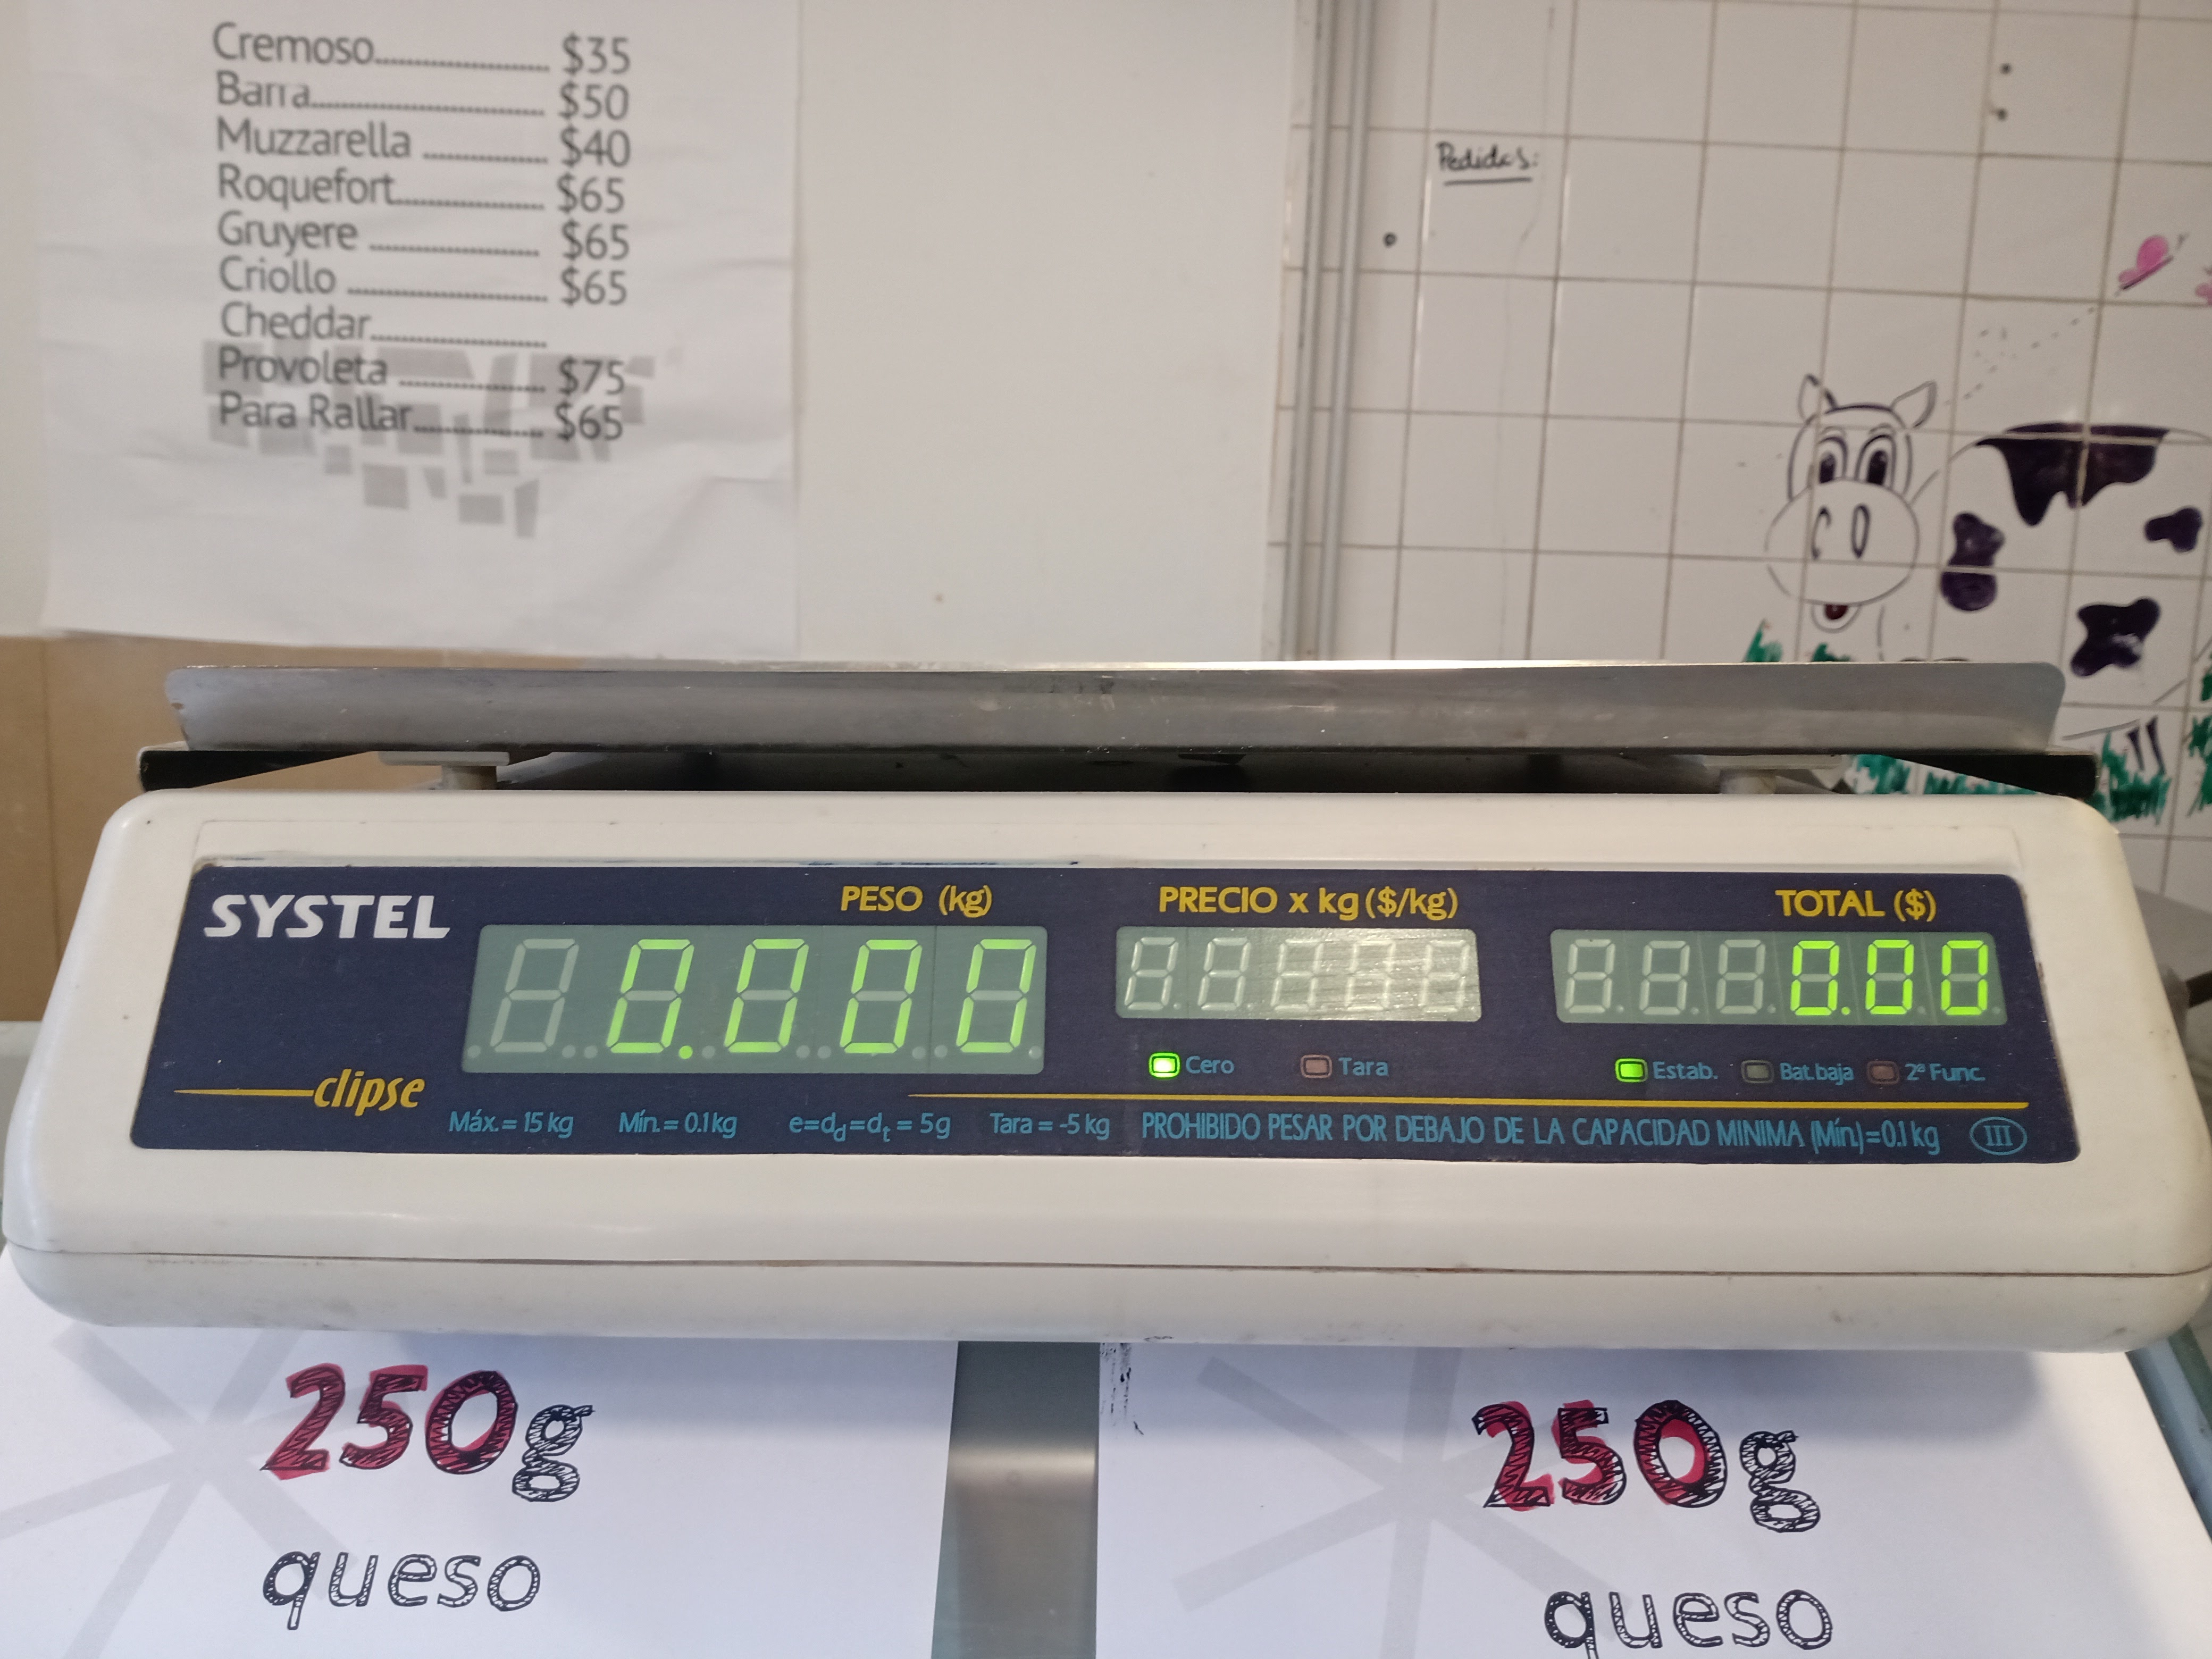 Cremoso.......................... $35
Barra................................... $50
Muzzarella ................... $40
Roquefort...................... $65
Gruyere ......................... $65
Criollo .............................. $65
Cheddar..........................
Provoleta ...................... $75
Para Rallar................... $65
Pedidos:
SYSTEL
PESO (kg)
PRECIO x kg ($/kg)
TOTAL ($)
0.000
0.00
Cero
Tara
Estab.
Bat.baja
2ª Func.
clipse
Máx.= 15 kg Mín.= 0.1 kg e=dd=dt = 5g Tara = -5 kg PROHIBIDO PESAR POR DEBAJO DE LA CAPACIDAD MINIMA (Mín)=0.1 kg III
250g
queso
250g
queso